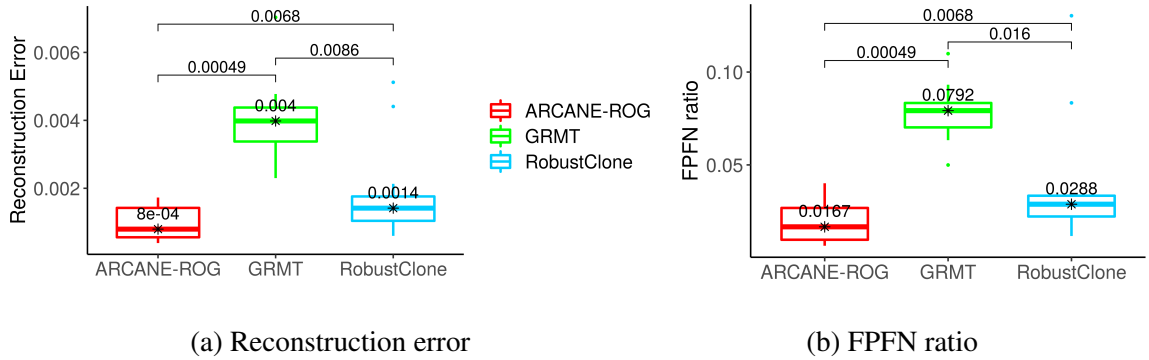 0.0068
0.0086
0.00049
0.006
0.004
0.004
0.002
0.0014
8e-04
Reconstruction Error
ARCANE-ROG
GRMT
RobustClone
ARCANE-ROG
GRMT
RobustClone
0.0068
0.016
0.00049
0.10
0.0792
0.05
0.0288
0.0167
FPFN ratio
ARCANE-ROG
GRMT
RobustClone
(a) Reconstruction error
(b) FPFN ratio